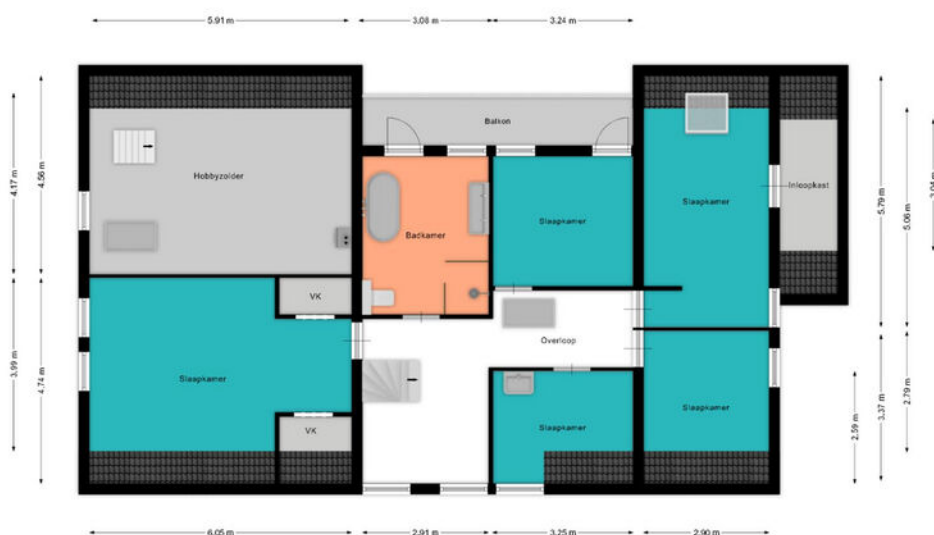 5.91 m
3.08 m
3.24 m
Balkon
Hobbyzolder
Slaapkamer
Slaapkamer
Inloopkast
Badkamer
VK
Overloop
Slaapkamer
Slaapkamer
Slaapkamer
VK
4.17 m
4.56 m
3.99 m
4.74 m
5.79 m
5.06 m
3.04 m
3.37 m
2.79 m
2.59 m
6.05 m
2.91 m
3.25 m
2.90 m